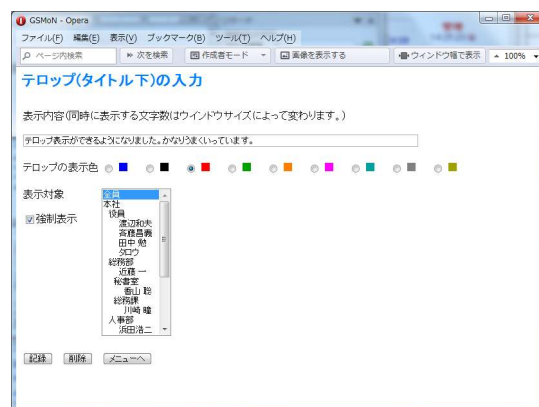 GSMoN - Opera
ファイル(F) 編集(E) 表示(V) ブックマーク(B) ツール(T) ヘルプ(H)
ページ内検索 次を検索 作成者モード 画像を表示する ウィンドウ幅で表示 100%
テロップ(タイトル下)の入力
表示内容(同時に表示する文字数はウインドウサイズによって変わります。)
テロップ表示ができるようになりました。かなりうまくいっています。
テロップの表示色
表示対象
強制表示
全員
本社
役員
渡辺和夫
斉藤昌義
田中 勉
タロウ
総務部
近藤 一
秘書室
香山 聡
総務課
川崎 瞳
人事部
浜田浩二
記録 削除 メニューへ